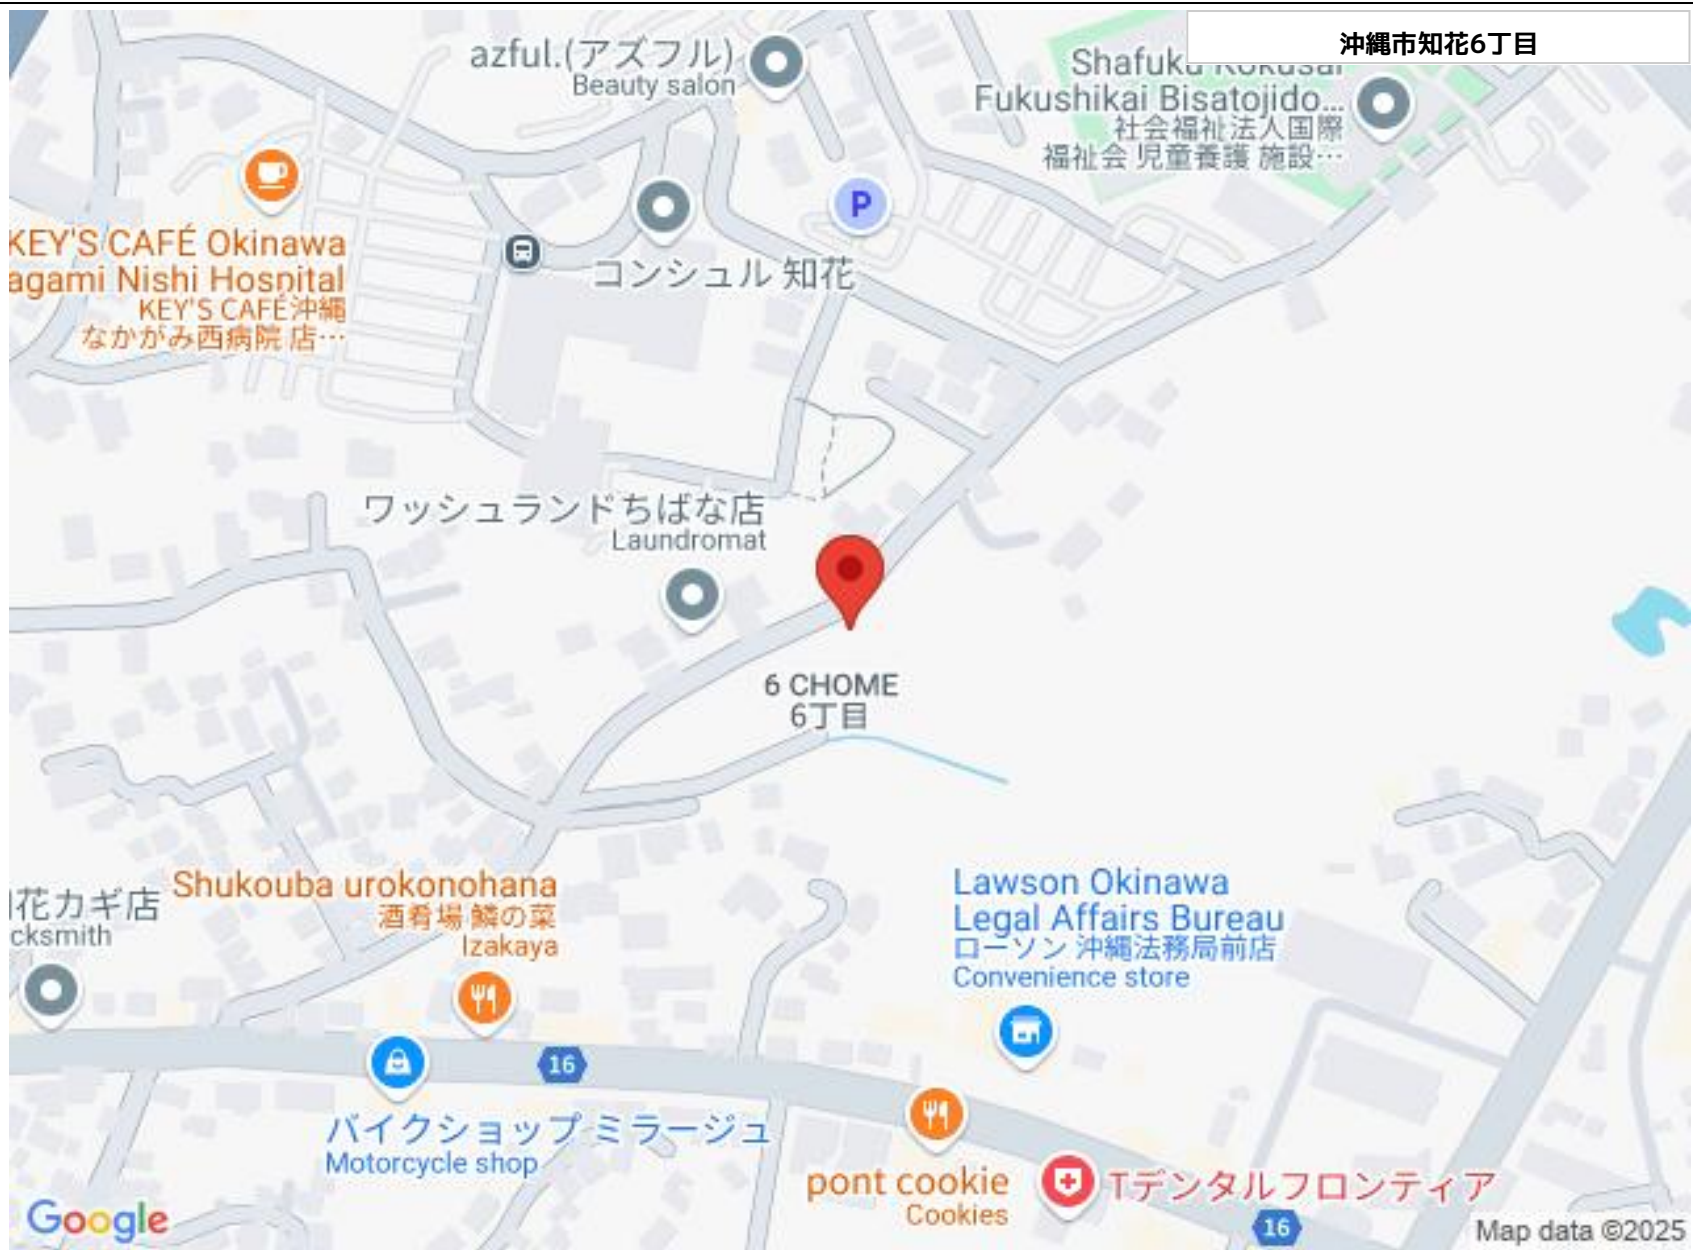 沖縄市知花6丁目
azful.(アズフル)
Beauty salon
Fukushikai Bisatojido...
社会福祉法人国際
福祉会 児童養護 施設…
P
KEY'S CAFÉ Okinawa
agami Nishi Hospital
KEY'S CAFÉ沖縄
なかがみ西病院 店…
コンシュル 知花
ワッシュランドちばな店
Laundromat
6 CHOME
6丁目
花カギ店
cksmith
Shukouba urokonohana
酒肴場 鱗の菜
Izakaya
Lawson Okinawa
Legal Affairs Bureau
ローソン 沖縄法務局前店
Convenience store
16
バイクショップ ミラージュ
Motorcycle shop
pont cookie
Cookies
Tデンタルフロンティア
16
Google
Map data ©2025